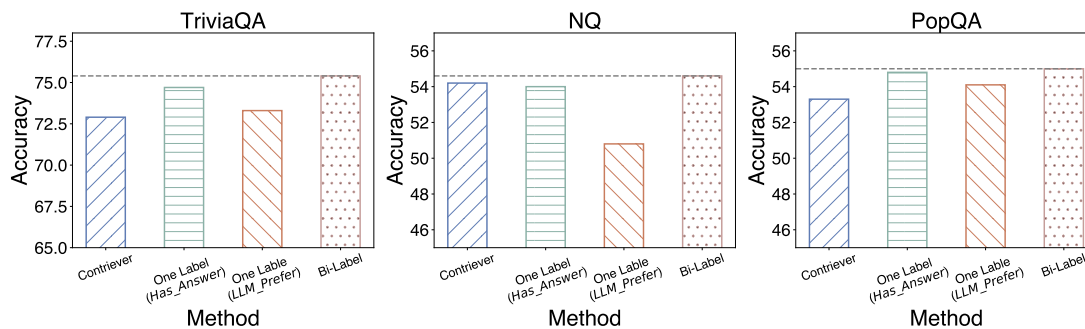 TriviaQA
Accuracy
77.5
75.0
72.5
70.0
67.5
65.0
Contriever
One Label
(Has_Answer)
One Lable
(LLM_Prefer)
Bi-Label
Method
NQ
Accuracy
56
54
52
50
48
46
Contriever
One Label
(Has_Answer)
One Lable
(LLM_Prefer)
Bi-Label
Method
PopQA
Accuracy
56
54
52
50
48
46
Contriever
One Label
(Has_Answer)
One Lable
(LLM_Prefer)
Bi-Label
Method